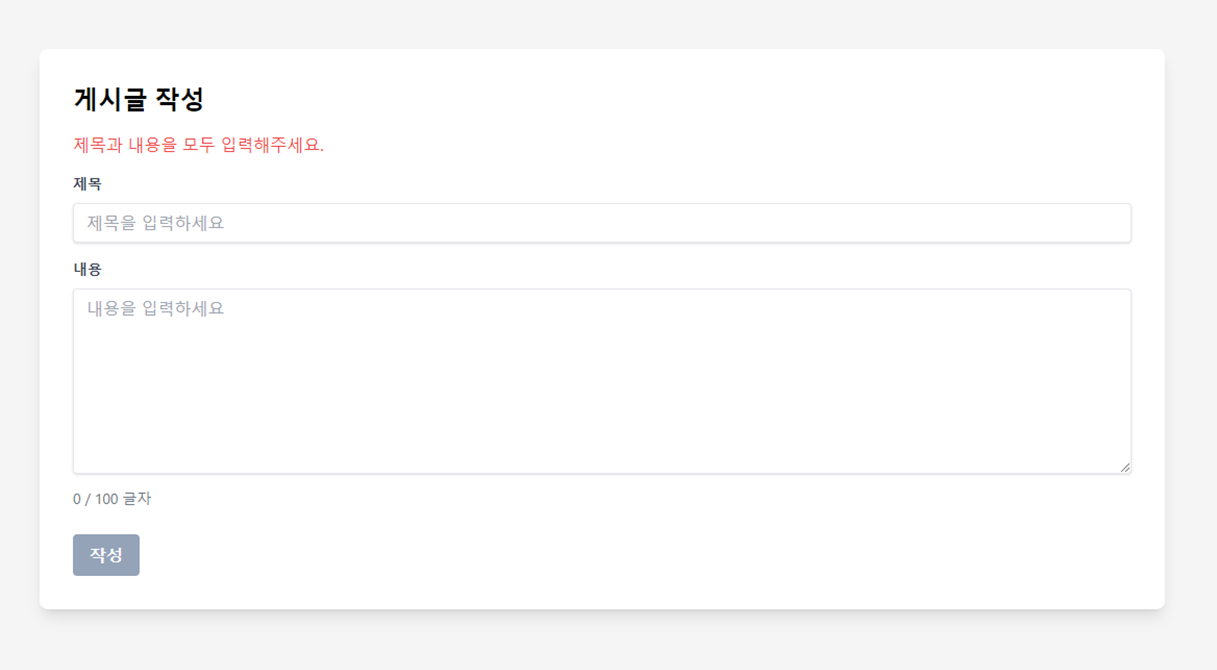 게시글 작성
제목과 내용을 모두 입력해주세요.
제목
제목을 입력하세요
내용
내용을 입력하세요
0 / 100 글자
작성